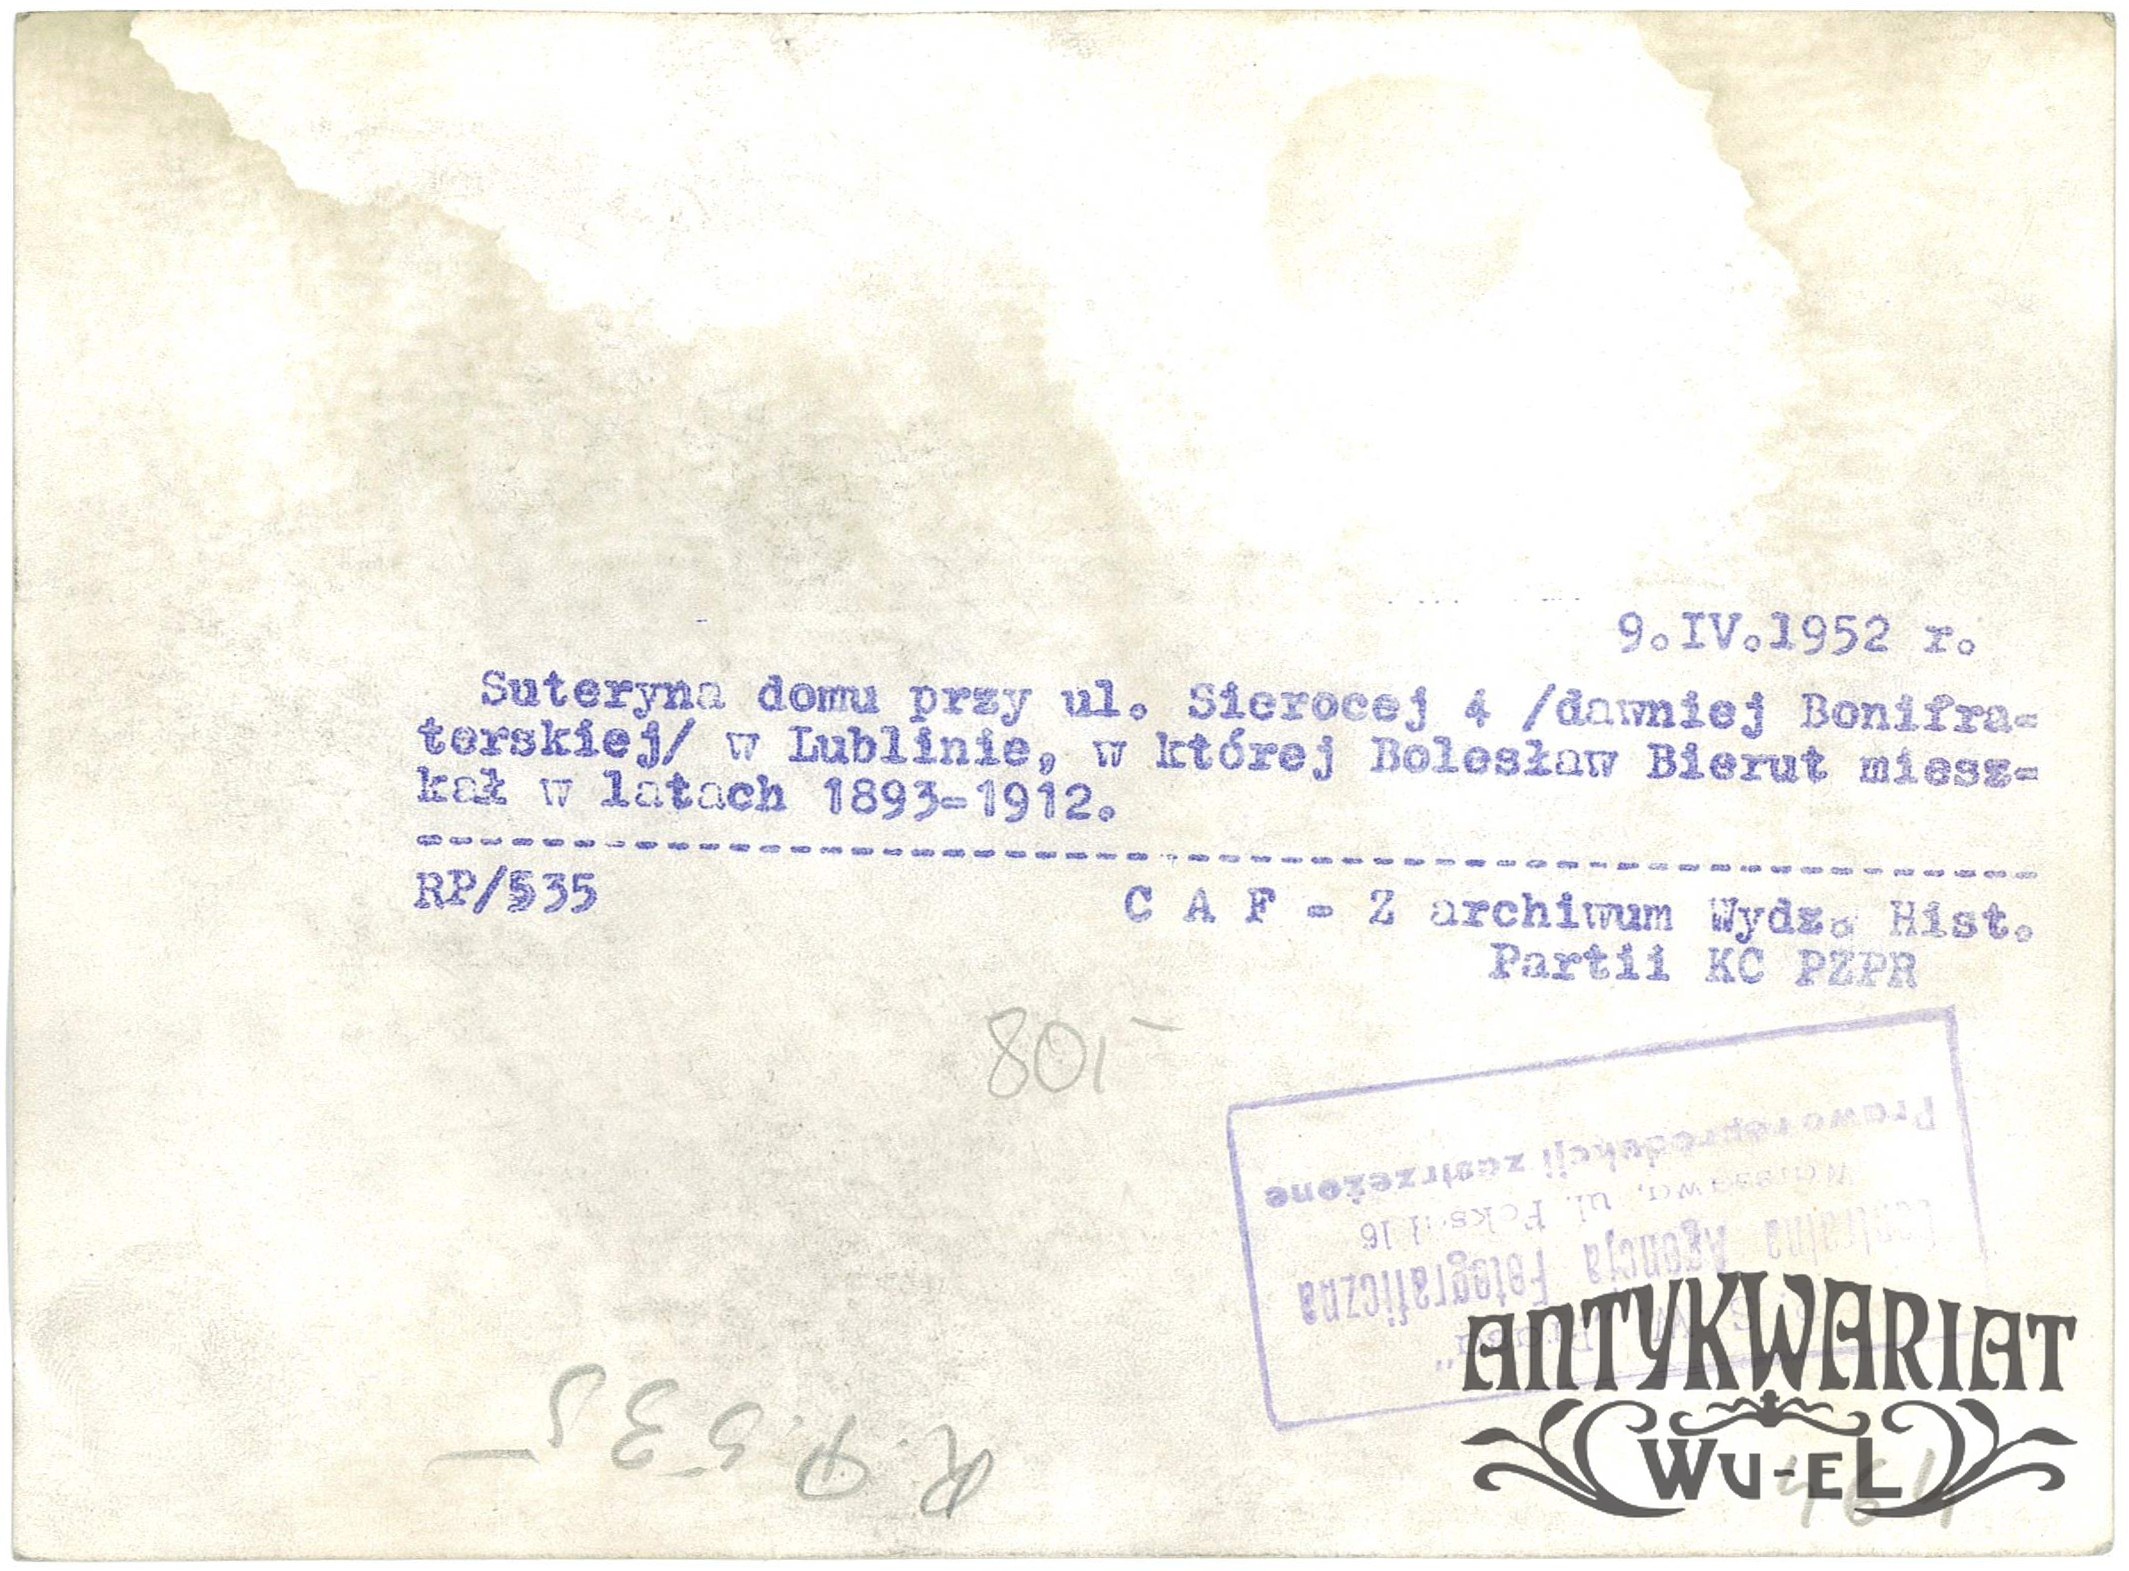 9.IV.1952 r.
Suteryna domu przy ul. Sierocej 4 /dawniej Bonifra-
terskiej/ w Lublinie, w której Bolesław Bierut miesz-
kał w latach 1893-1912.
RP/535
C A F - Z archiwum Wydz. Hist.
Partii KC PZPR
801-
Centralna Agencja Fotograficzna
Warszawa, ul. Foksal 16
Prawo reprodukcji zastrzeżone
R.P. 535
ANTYKWARIAT
WU-EL